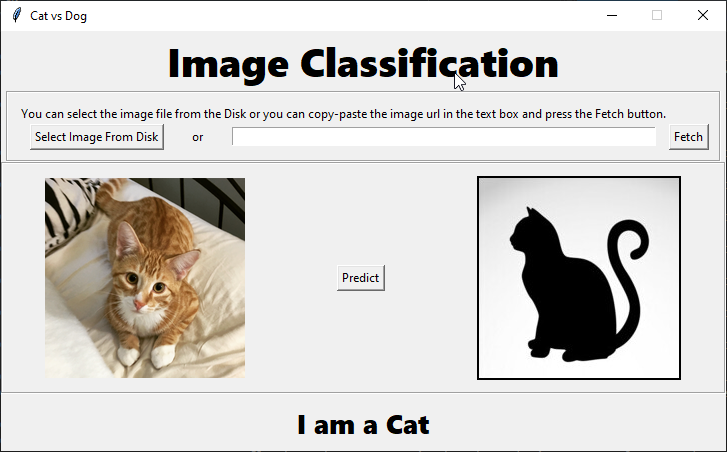 Cat vs Dog
Image Classification
You can select the image file from the Disk or you can copy-paste the image url in the text box and press the Fetch button.
Select Image From Disk or Fetch
Predict
I am a Cat